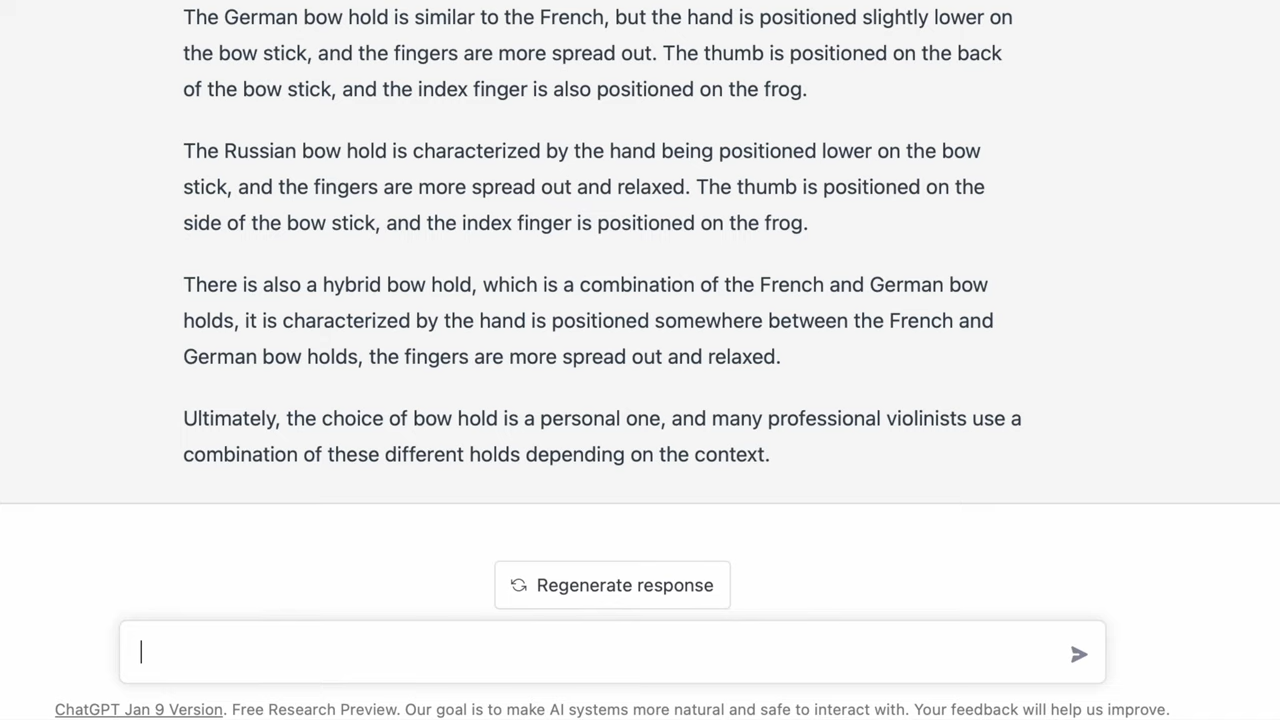 The German bow hold is similar to the French, but the hand is positioned slightly lower on
the bow stick, and the fingers are more spread out. The thumb is positioned on the back
of the bow stick, and the index finger is also positioned on the frog.
The Russian bow hold is characterized by the hand being positioned lower on the bow
stick, and the fingers are more spread out and relaxed. The thumb is positioned on the
side of the bow stick, and the index finger is positioned on the frog.
There is also a hybrid bow hold, which is a combination of the French and German bow
holds, it is characterized by the hand is positioned somewhere between the French and
German bow holds, the fingers are more spread out and relaxed.
Ultimately, the choice of bow hold is a personal one, and many professional violinists use a
combination of these different holds depending on the context.
Regenerate response
ChatGPT Jan 9 Version. Free Research Preview. Our goal is to make AI systems more natural and safe to interact with. Your feedback will help us improve.